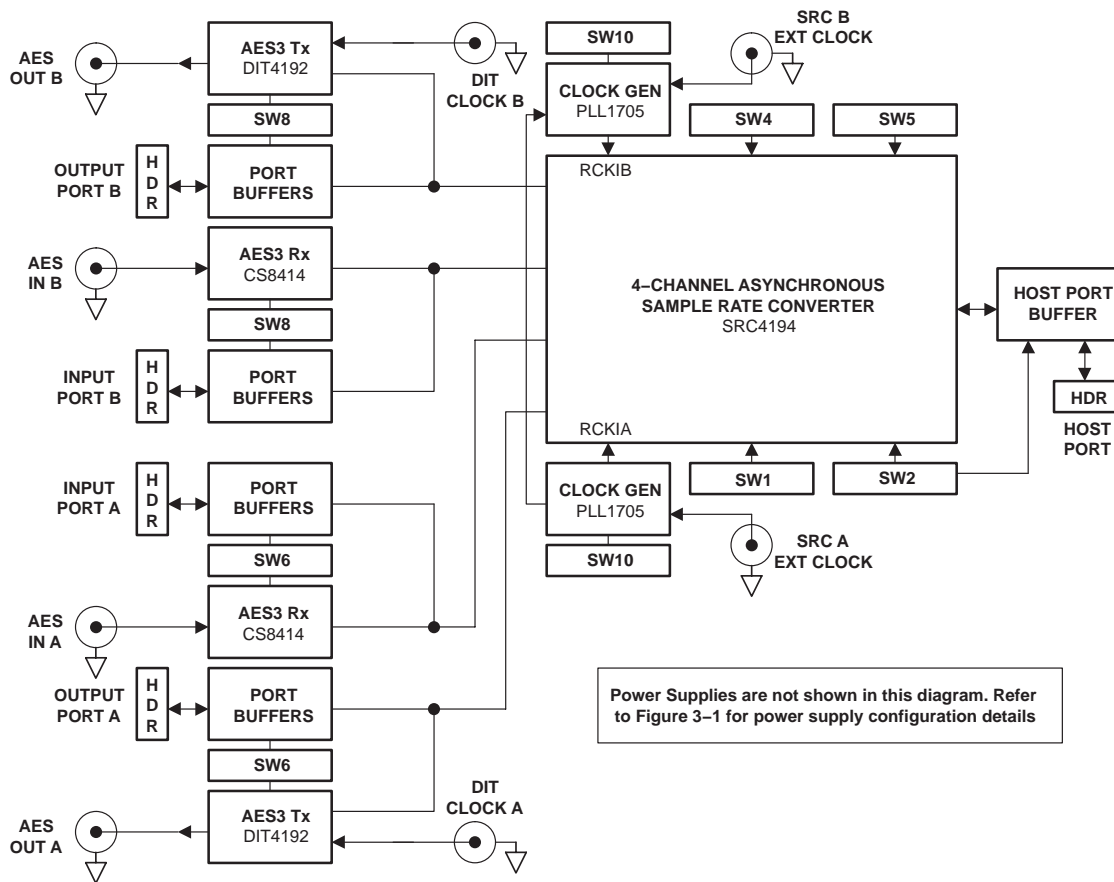 AES
OUT B
AES3 Tx
DIT4192
DIT
CLOCK B
SW10
SRC B
EXT CLOCK
CLOCK GEN
PLL1705
SW8
SW4
SW5
OUTPUT
PORT B
H
D
R
PORT
BUFFERS
RCKIB
AES
IN B
AES3 Rx
CS8414
4–CHANNEL ASYNCHRONOUS
SAMPLE RATE CONVERTER
SRC4194
HOST PORT
BUFFER
SW8
INPUT
PORT B
H
D
R
PORT
BUFFERS
HDR
HOST
PORT
RCKIA
INPUT
PORT A
H
D
R
PORT
BUFFERS
CLOCK GEN
PLL1705
SW1
SW2
SW6
SW10
SRC A
EXT CLOCK
AES
IN A
AES3 Rx
CS8414
OUTPUT
PORT A
H
D
R
PORT
BUFFERS
Power Supplies are not shown in this diagram. Refer
to Figure 3–1 for power supply configuration details
SW6
AES
OUT A
AES3 Tx
DIT4192
DIT
CLOCK A